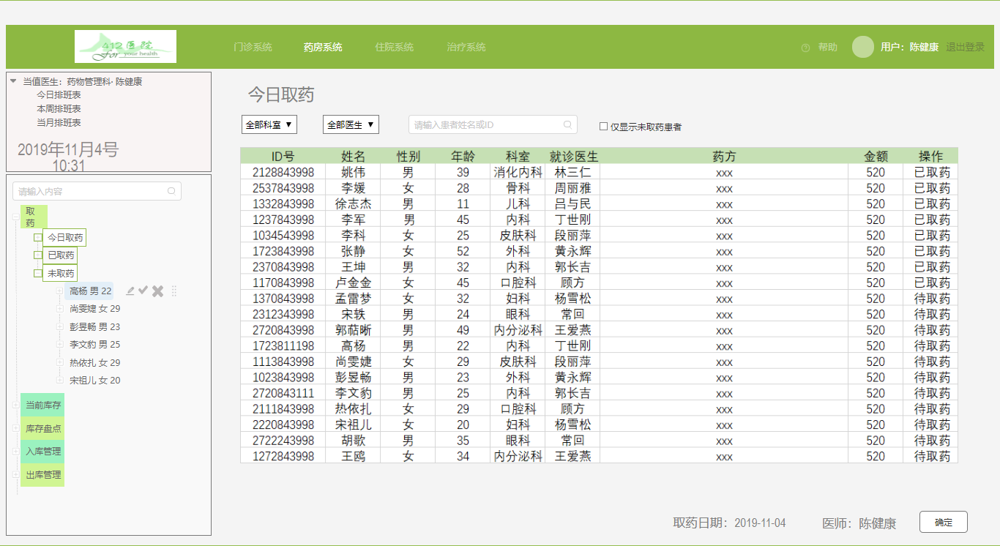 412医院
For your health
门诊系统 药房系统 住院系统 治疗系统 帮助 用户：陈健康 退出登录
当值医生：药物管理科- 陈健康
今日排班表
本周排班表
当月排班表
2019年11月4号
10:31
请输入内容
取药
今日取药
已取药
未取药
高杨 男 22
尚雯婕 女 29
彭昱畅 男 23
李文豹 男 25
热依扎 女 29
宋祖儿 女 20
当前库存
库存盘点
入库管理
出库管理
今日取药
全部科室 ▼ 全部医生 ▼ 请输入患者姓名或ID 仅显示未取药患者
ID号 姓名 性别 年龄 科室 就诊医生 药方 金额 操作
2128843998 姚伟 男 39 消化内科 林三仁 xxx 520 已取药
2537843998 李媛 女 28 骨科 周丽雅 xxx 520 已取药
1332843998 徐志杰 男 11 儿科 吕与民 xxx 520 已取药
1237843998 李军 男 45 内科 丁世刚 xxx 520 已取药
1034543998 李科 女 25 皮肤科 段丽萍 xxx 520 已取药
1723843998 张静 女 52 外科 黄永辉 xxx 520 已取药
2370843998 王坤 男 32 内科 郭长吉 xxx 520 已取药
1170843998 卢金金 女 45 口腔科 顾方 xxx 520 已取药
1370843998 孟雷梦 女 32 妇科 杨雪松 xxx 520 待取药
2312343998 宋轶 男 24 眼科 常回 xxx 520 待取药
2720843998 郭萜晰 男 49 内分泌科 王爱燕 xxx 520 待取药
1723811198 高杨 男 22 内科 丁世刚 xxx 520 待取药
1113843998 尚雯婕 女 29 皮肤科 段丽萍 xxx 520 待取药
1023843998 彭昱畅 男 23 外科 黄永辉 xxx 520 待取药
2720843111 李文豹 男 25 内科 郭长吉 xxx 520 待取药
2111843998 热依扎 女 29 口腔科 顾方 xxx 520 待取药
2220843998 宋祖儿 女 20 妇科 杨雪松 xxx 520 待取药
2722243998 胡歌 男 35 眼科 常回 xxx 520 待取药
1272843998 王鸥 女 34 内分泌科 王爱燕 xxx 520 待取药
取药日期：2019-11-04 医师：陈健康 确定